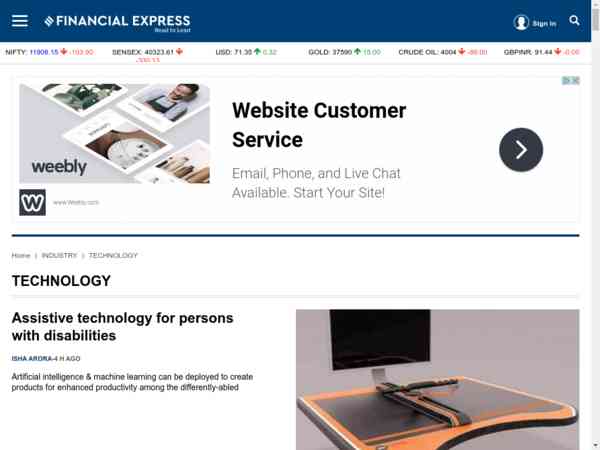 FINANCIAL EXPRESS
Read to Lead
Sign in
NIFTY: 11908.15 -103.90 SENSEX: 40323.61 -330.13 USD: 71.35 0.32 GOLD: 37590 15.00 CRUDE OIL: 4004 -86.00 GBPINR: 91.44 -0.06
Website Customer
Service
weebly
Email, Phone, and Live Chat
Available. Start Your Site!
www.Weebly.com
Home | INDUSTRY | TECHNOLOGY
TECHNOLOGY
Assistive technology for persons
with disabilities
ISHA ARORA-4 H AGO
Artificial intelligence & machine learning can be deployed to create
products for enhanced productivity among the differently-abled